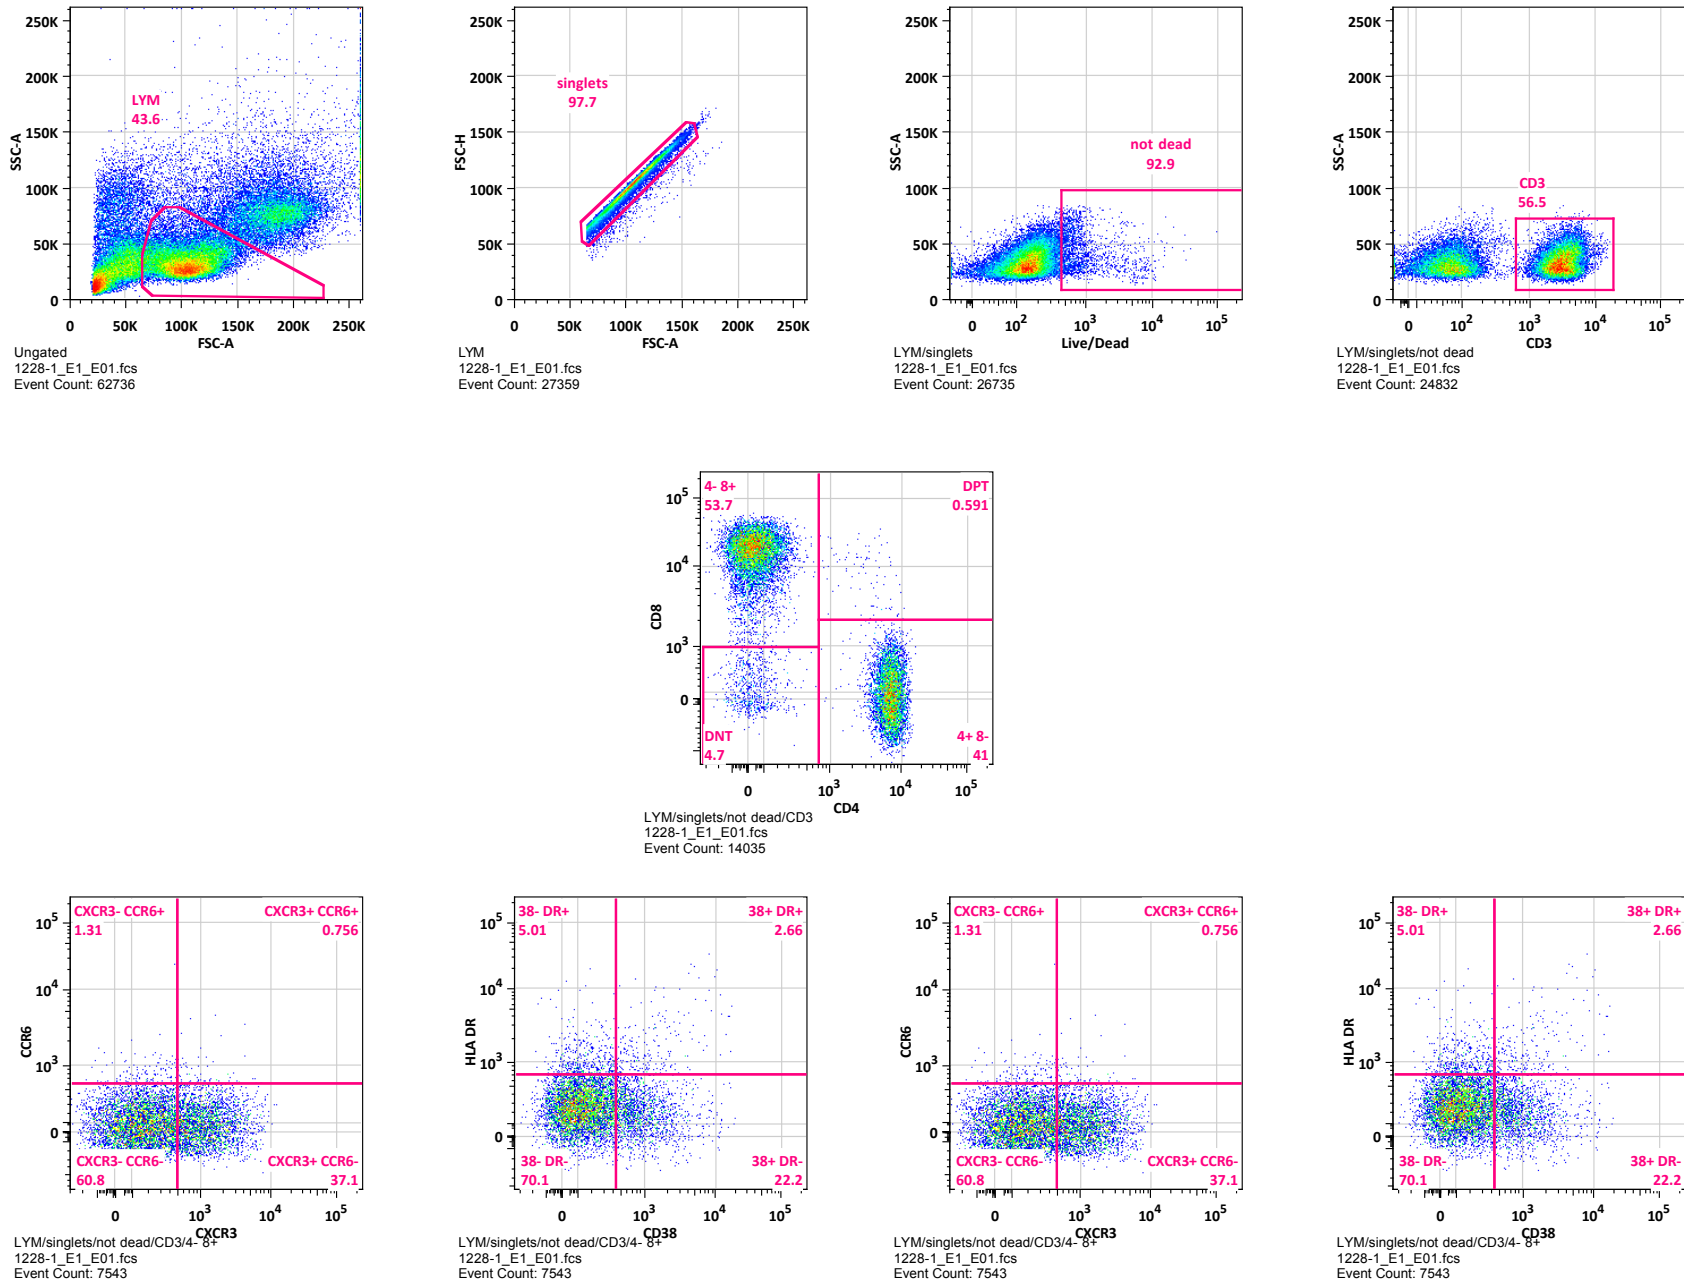 250K
200K
150K
100K
50K
0
SSC-A
LYM
43.6
0 50K 100K 150K 200K 250K
FSC-A
Ungated
1228-1_E1_E01.fcs
Event Count: 62736
250K
200K
150K
100K
50K
0
FSC-H
singlets
97.7
0 50K 100K 150K 200K 250K
FSC-A
LYM
1228-1_E1_E01.fcs
Event Count: 27359
250K
200K
150K
100K
50K
0
SSC-A
not dead
92.9
0 10^2 10^3 10^4 10^5
Live/Dead
LYM/singlets
1228-1_E1_E01.fcs
Event Count: 26735
250K
200K
150K
100K
50K
0
SSC-A
CD3
56.5
0 10^2 10^3 10^4 10^5
CD3
LYM/singlets/not dead
1228-1_E1_E01.fcs
Event Count: 24832
10^5
10^4
10^3
0
CD8
4- 8+
53.7
DPT
0.591
DNT
4.7
4+ 8-
41
0 10^3 10^4 10^5
CD4
LYM/singlets/not dead/CD3
1228-1_E1_E01.fcs
Event Count: 14035
10^5
10^4
10^3
0
CCR6
CXCR3- CCR6+
1.31
CXCR3+ CCR6+
0.756
CXCR3- CCR6-
60.8
CXCR3+ CCR6-
37.1
0 10^3 10^4 10^5
CXCR3
LYM/singlets/not dead/CD3/4- 8+
1228-1_E1_E01.fcs
Event Count: 7543
10^5
10^4
10^3
0
HLA DR
38- DR+
5.01
38+ DR+
2.66
38- DR-
70.1
38+ DR-
22.2
0 10^3 10^4 10^5
CD38
LYM/singlets/not dead/CD3/4- 8+
1228-1_E1_E01.fcs
Event Count: 7543
10^5
10^4
10^3
0
CCR6
CXCR3- CCR6+
1.31
CXCR3+ CCR6+
0.756
CXCR3- CCR6-
60.8
CXCR3+ CCR6-
37.1
0 10^3 10^4 10^5
CXCR3
LYM/singlets/not dead/CD3/4- 8+
1228-1_E1_E01.fcs
Event Count: 7543
10^5
10^4
10^3
0
HLA DR
38- DR+
5.01
38+ DR+
2.66
38- DR-
70.1
38+ DR-
22.2
0 10^3 10^4 10^5
CD38
LYM/singlets/not dead/CD3/4- 8+
1228-1_E1_E01.fcs
Event Count: 7543